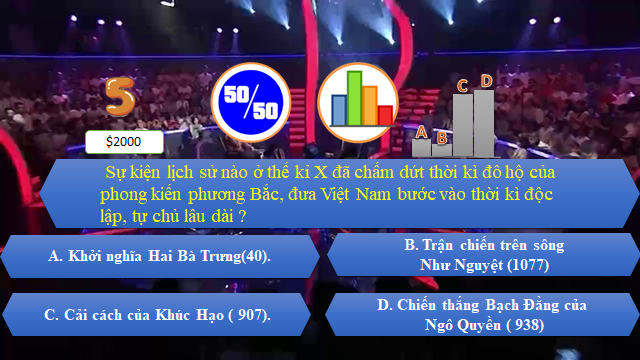 5
50/50
$2000
A
B
C
D
Sự kiện lịch sử nào ở thế kỉ X đã chấm dứt thời kì đô hộ của
phong kiến phương Bắc, đưa Việt Nam bước vào thời kì độc
lập, tự chủ lâu dài ?
A. Khởi nghĩa Hai Bà Trưng(40).
B. Trận chiến trên sông
Như Nguyệt (1077)
C. Cải cách của Khúc Hạo ( 907).
D. Chiến thắng Bạch Đằng của
Ngô Quyền ( 938)